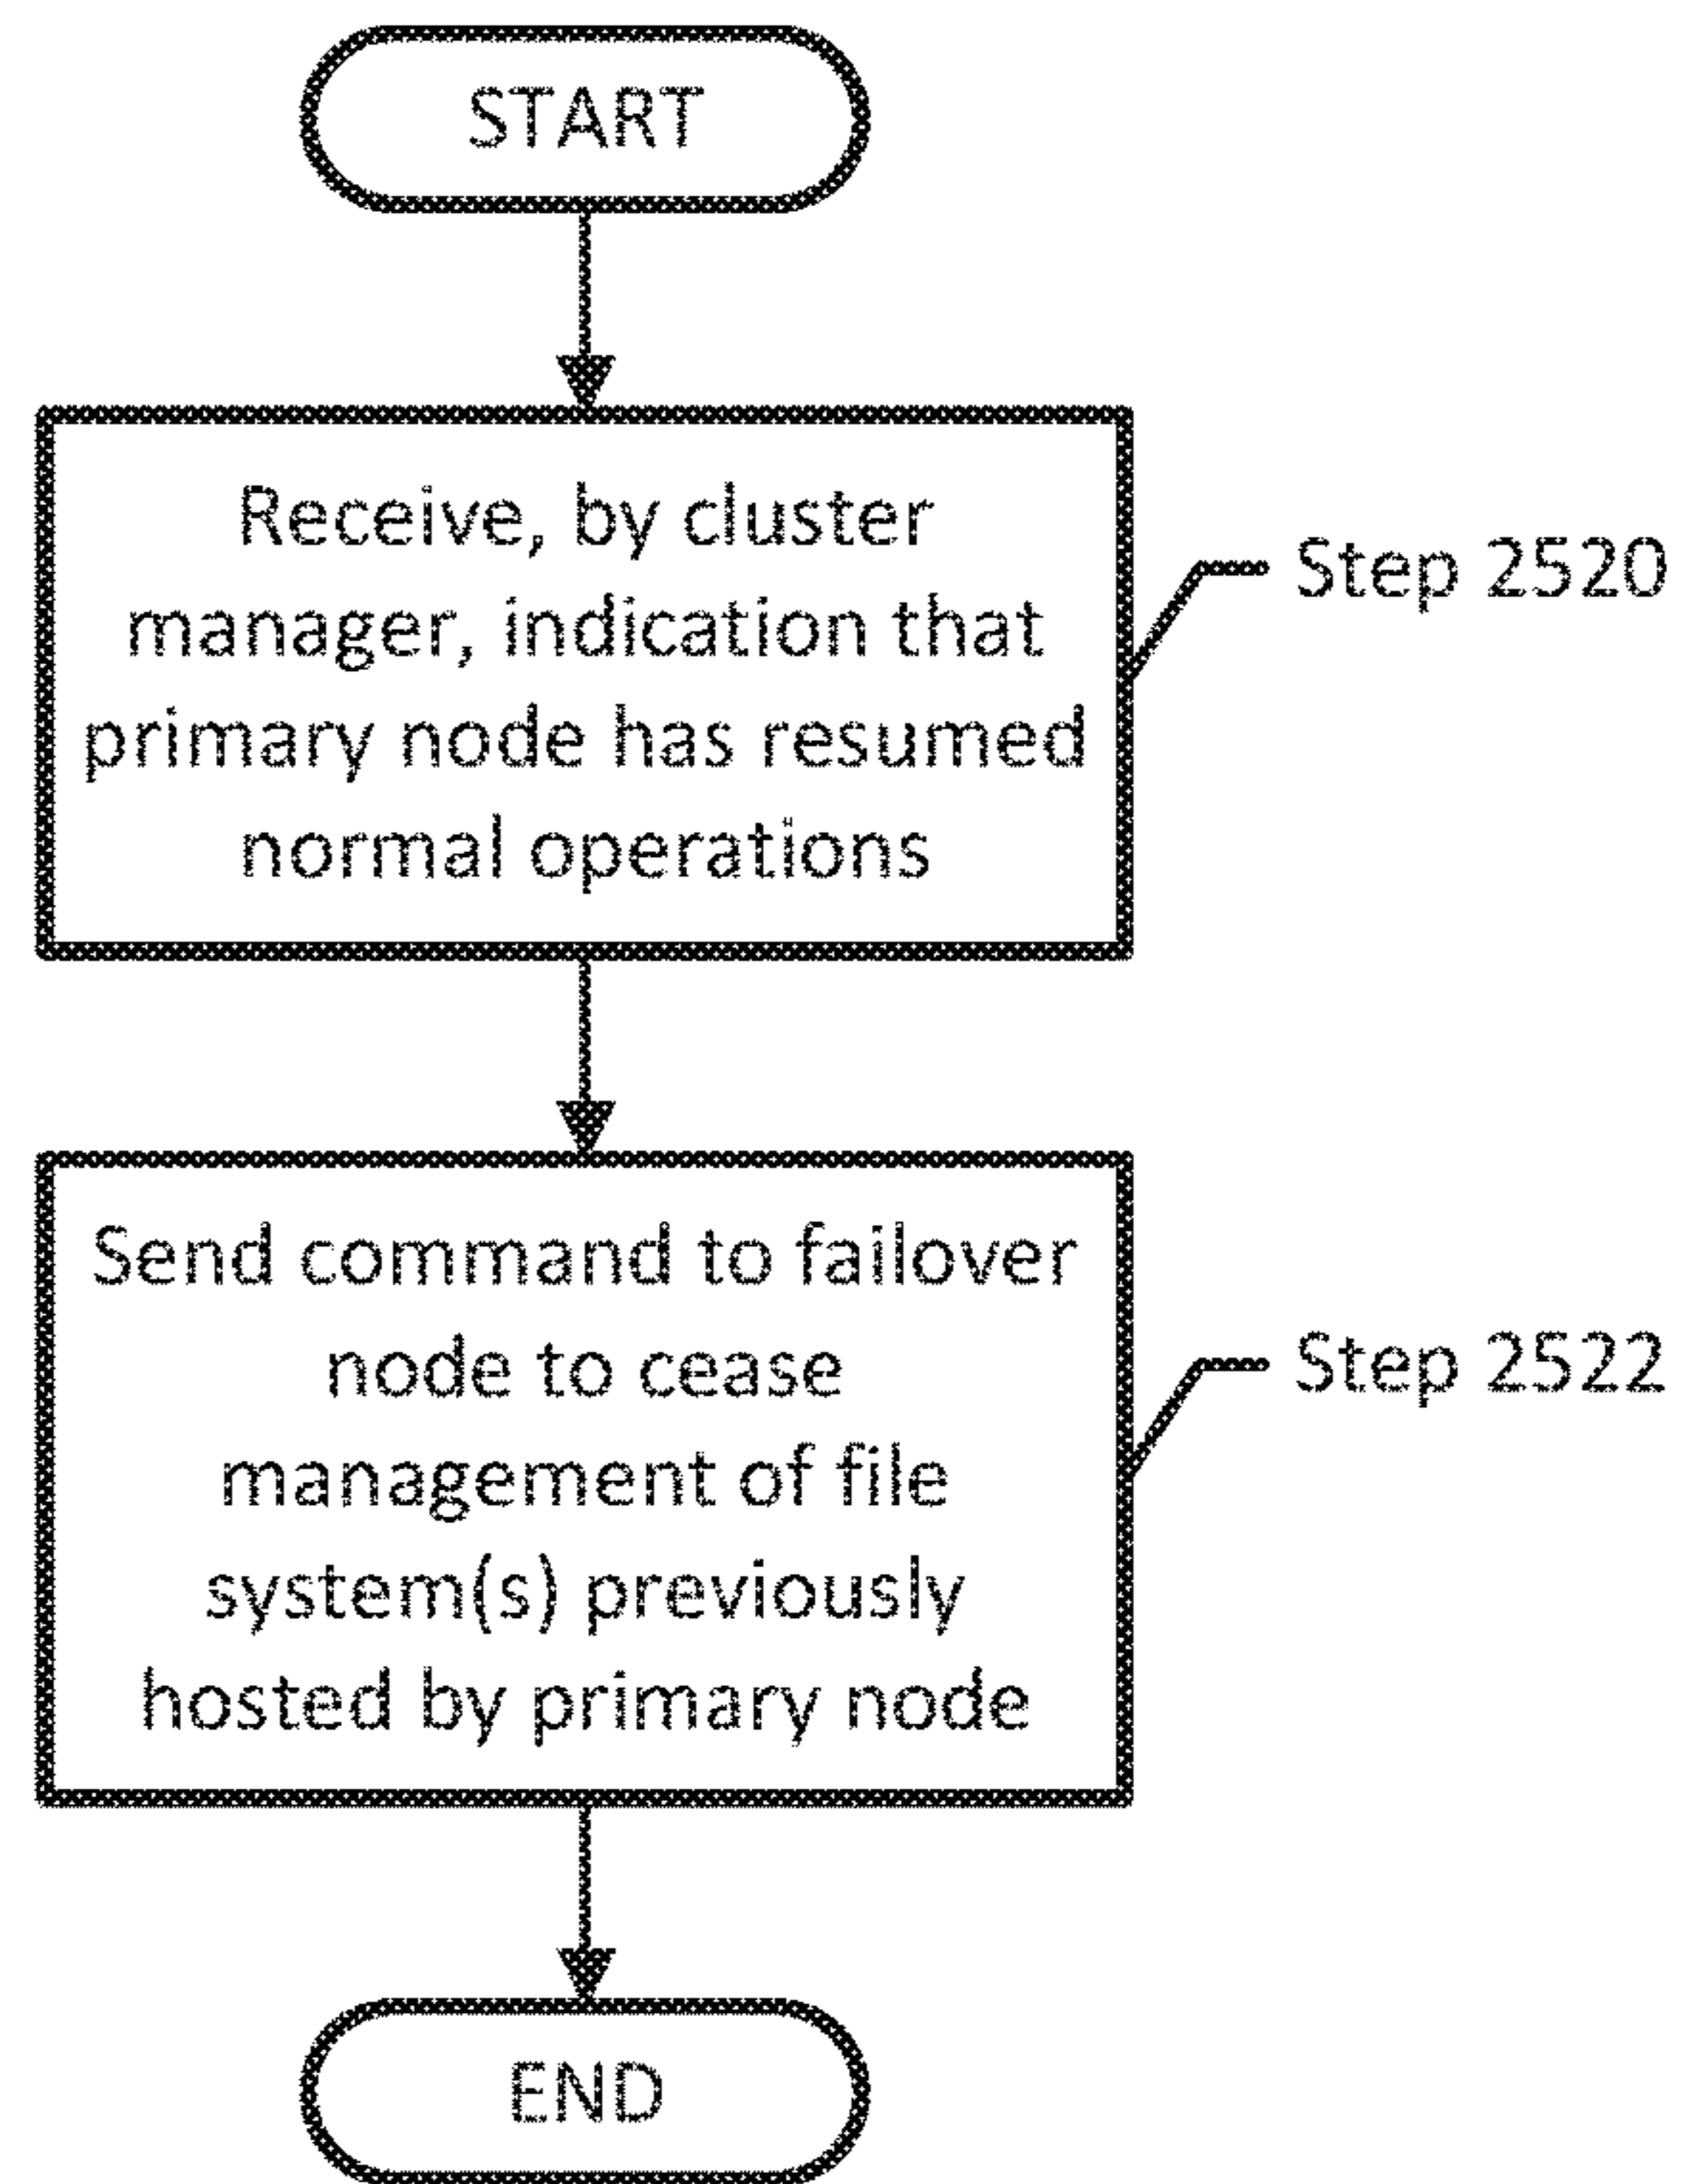 START
Receive, by cluster
manager, indication that
primary node has resumed
normal operations
Step 2520
Send command to failover
node to cease
management of file
system(s) previously
hosted by primary node
Step 2522
END